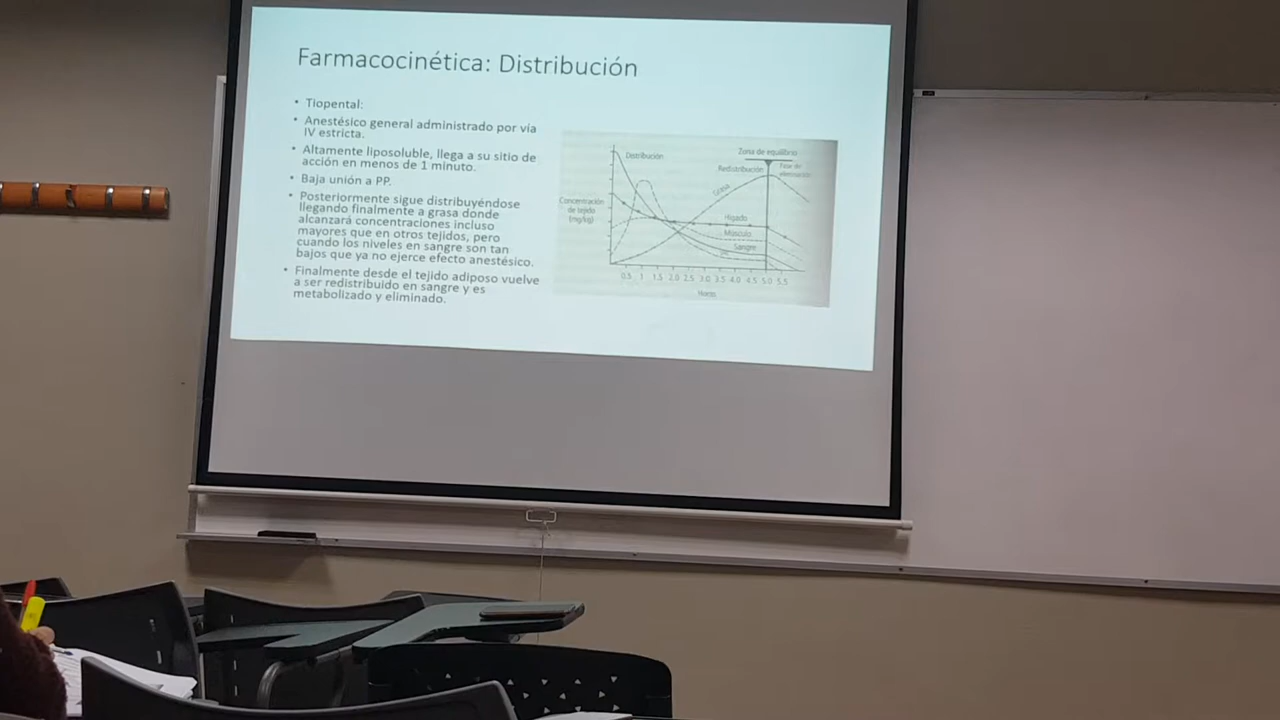 Farmacocinética: Distribución
• Tiopental:
• Anestésico general administrado por vía
IV estricta.
• Altamente liposoluble, llega a su sitio de
acción en menos de 1 minuto.
• Baja unión a PP.
• Posteriormente sigue distribuyéndose
llegando finalmente a grasa donde
alcanzará concentraciones incluso
mayores que en otros tejidos, pero
cuando los niveles en sangre son tan
bajos que ya no ejerce efecto anestésico.
• Finalmente desde el tejido adiposo vuelve
a ser redistribuido en sangre y es
metabolizado y eliminado.
Zona de equilibrio
Distribución
Redistribución
Fase de
eliminación
Grasa
Concentración
de tejido
(mg/kg)
Hígado
Músculo
Sangre
0.5 1 1.5 2.0 2.5 3.0 3.5 4.0 4.5 5.0 5.5
Horas